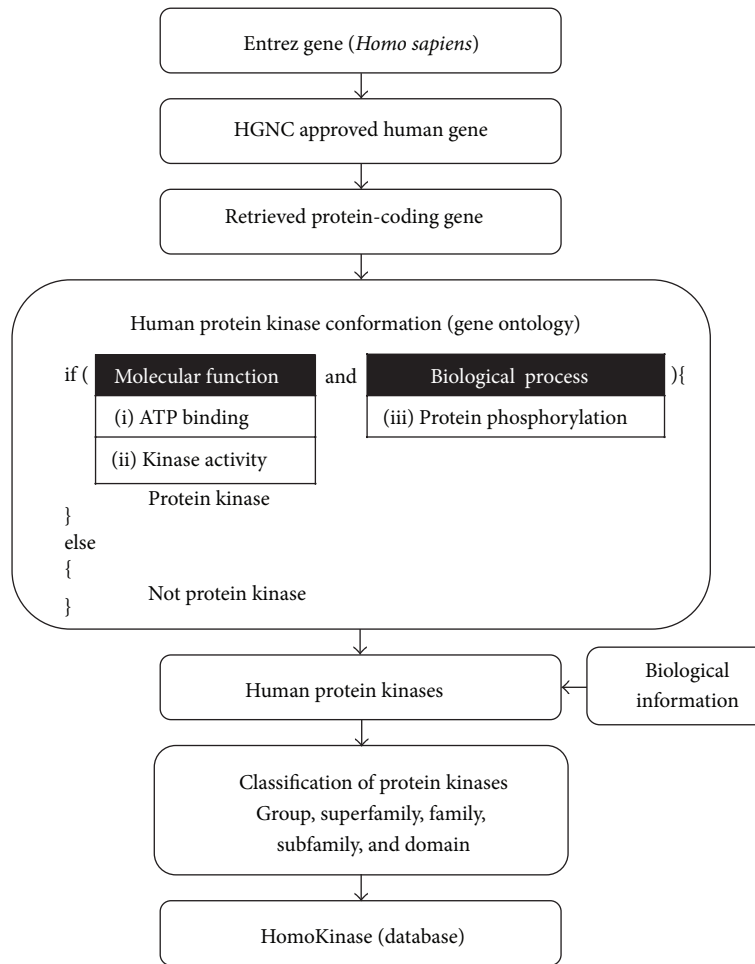 Entrez gene (Homo sapiens)
HGNC approved human gene
Retrieved protein-coding gene
Human protein kinase conformation (gene ontology)
if ( Molecular function and Biological process ){
(i) ATP binding (iii) Protein phosphorylation
(ii) Kinase activity
Protein kinase
}
else
{
Not protein kinase
}
Human protein kinases
Biological
information
Classification of protein kinases
Group, superfamily, family,
subfamily, and domain
HomoKinase (database)